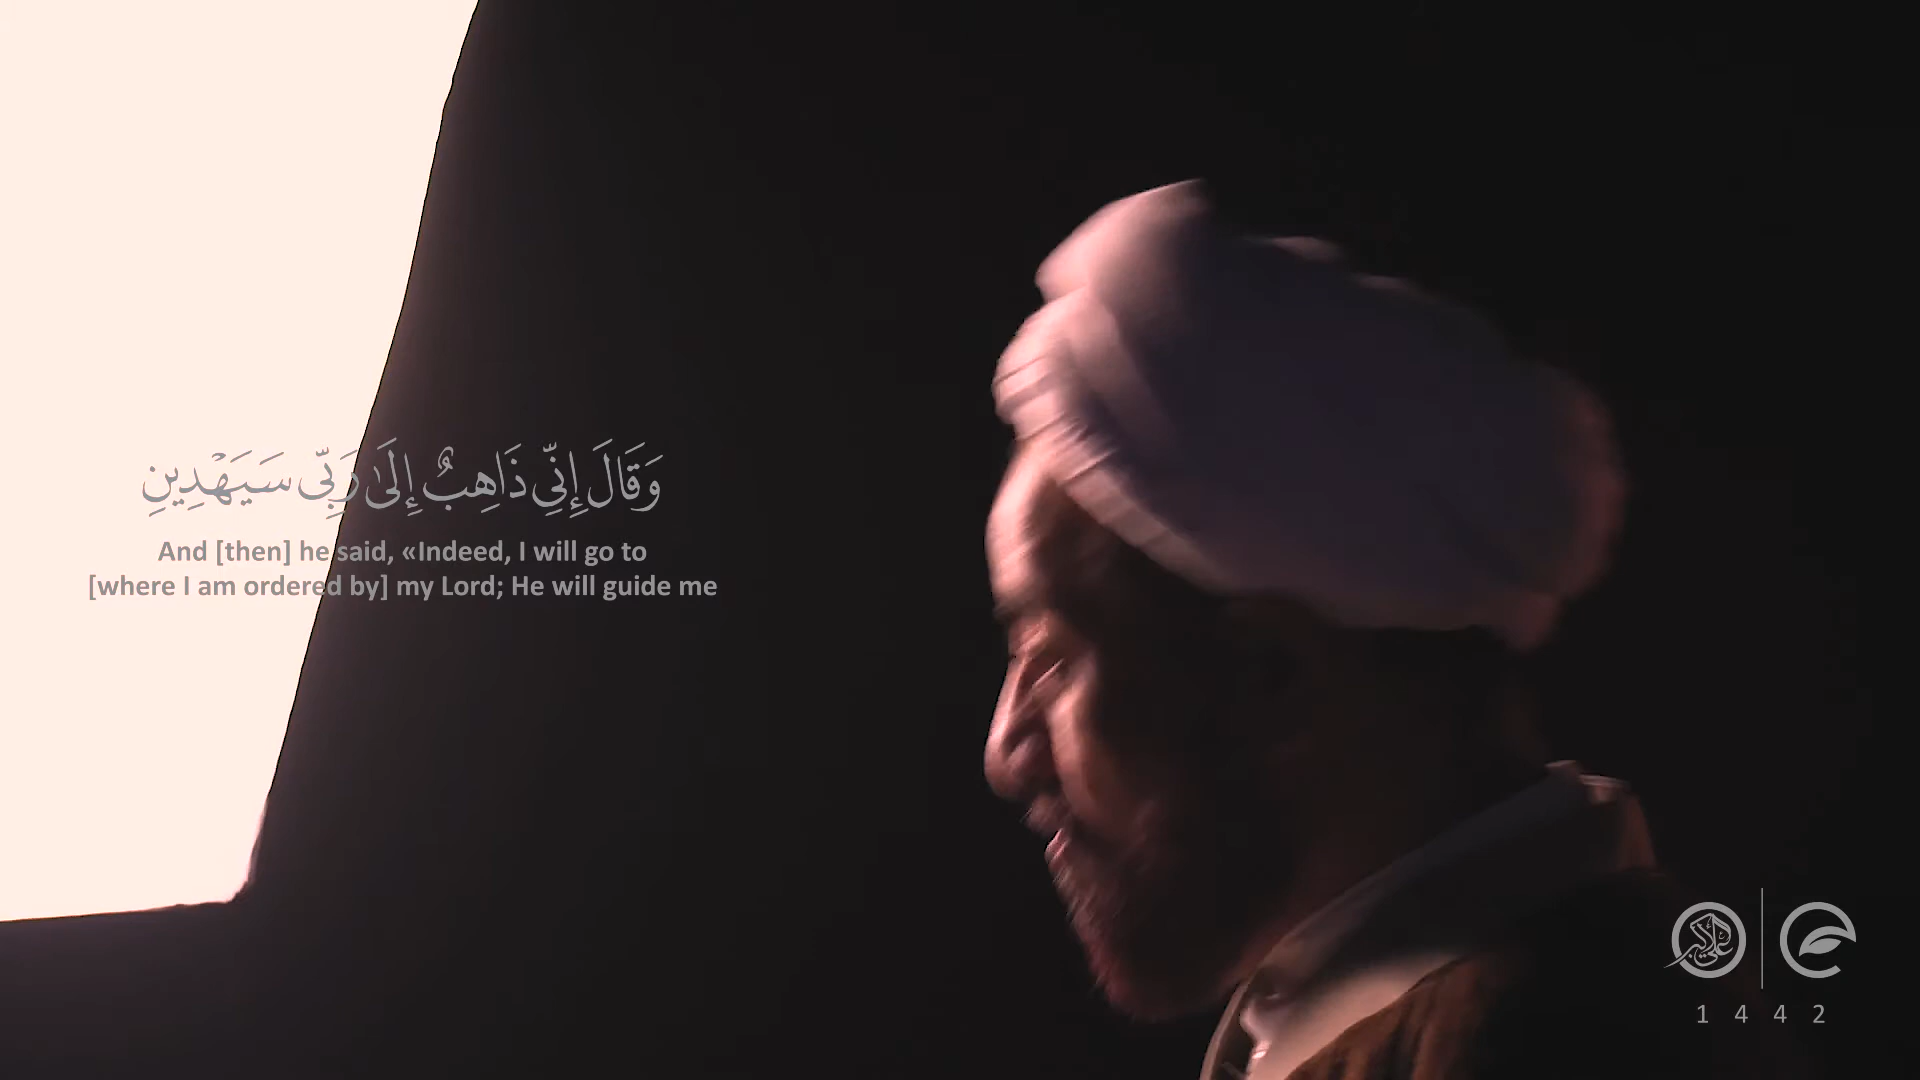 وَقَالَ إِنِّي ذَاهِبٌ إِلَىٰ رَبِّي سَيَهْدِينِ
And [then] he said, «Indeed, I will go to
[where I am ordered by] my Lord; He will guide me
1 4 4 2